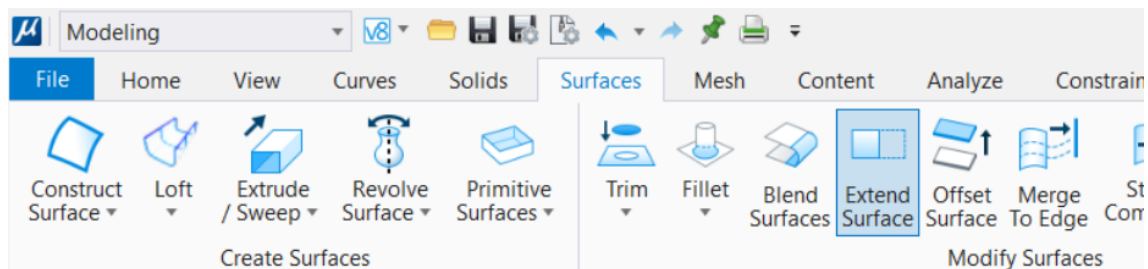 Modeling
V8
File Home View Curves Solids Surfaces Mesh Content Analyze
Construct Surface
Loft
Extrude / Sweep
Revolve Surface
Primitive Surfaces
Trim
Fillet
Blend Surfaces
Extend Surface
Offset Surface
Merge To Edge
Create Surfaces
Modify Surfaces